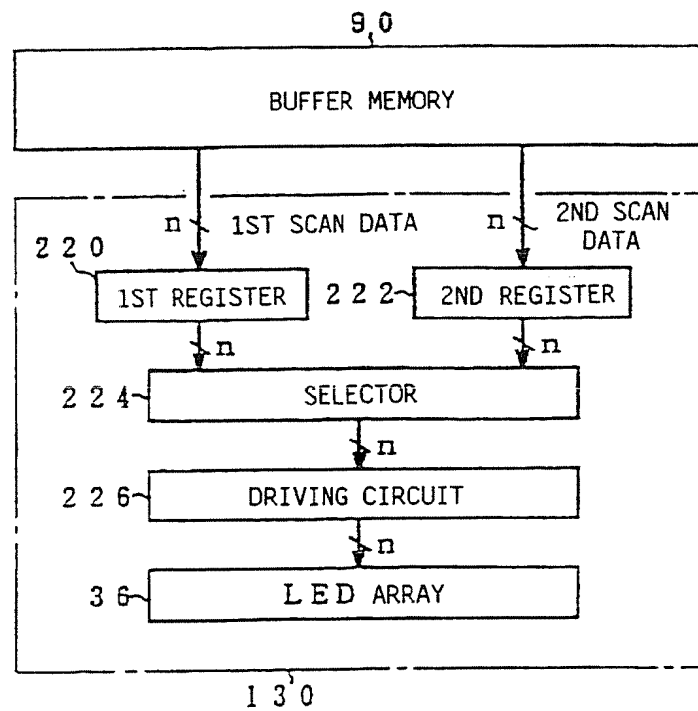 90
BUFFER MEMORY
n 1ST SCAN DATA
n 2ND SCAN
DATA
220
1ST REGISTER
222
2ND REGISTER
n
n
224
SELECTOR
n
226
DRIVING CIRCUIT
n
36
LED ARRAY
130